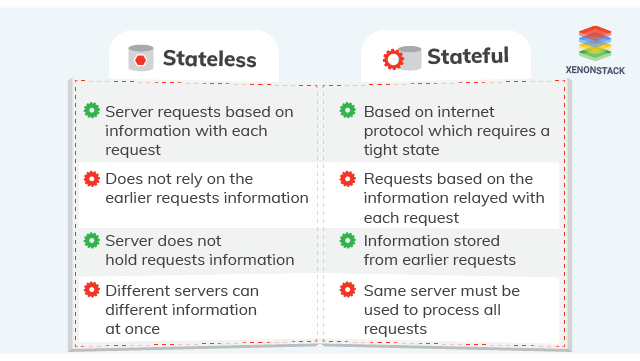 Stateless
Stateful
XENONSTACK
Server requests based on
information with each
request
Based on internet
protocol which requires a
tight state
Does not rely on the
earlier requests information
Requests based on the
information relayed with
each request
Server does not
hold requests information
Information stored
from earlier requests
Different servers can
different information
at once
Same server must be
used to process all
requests